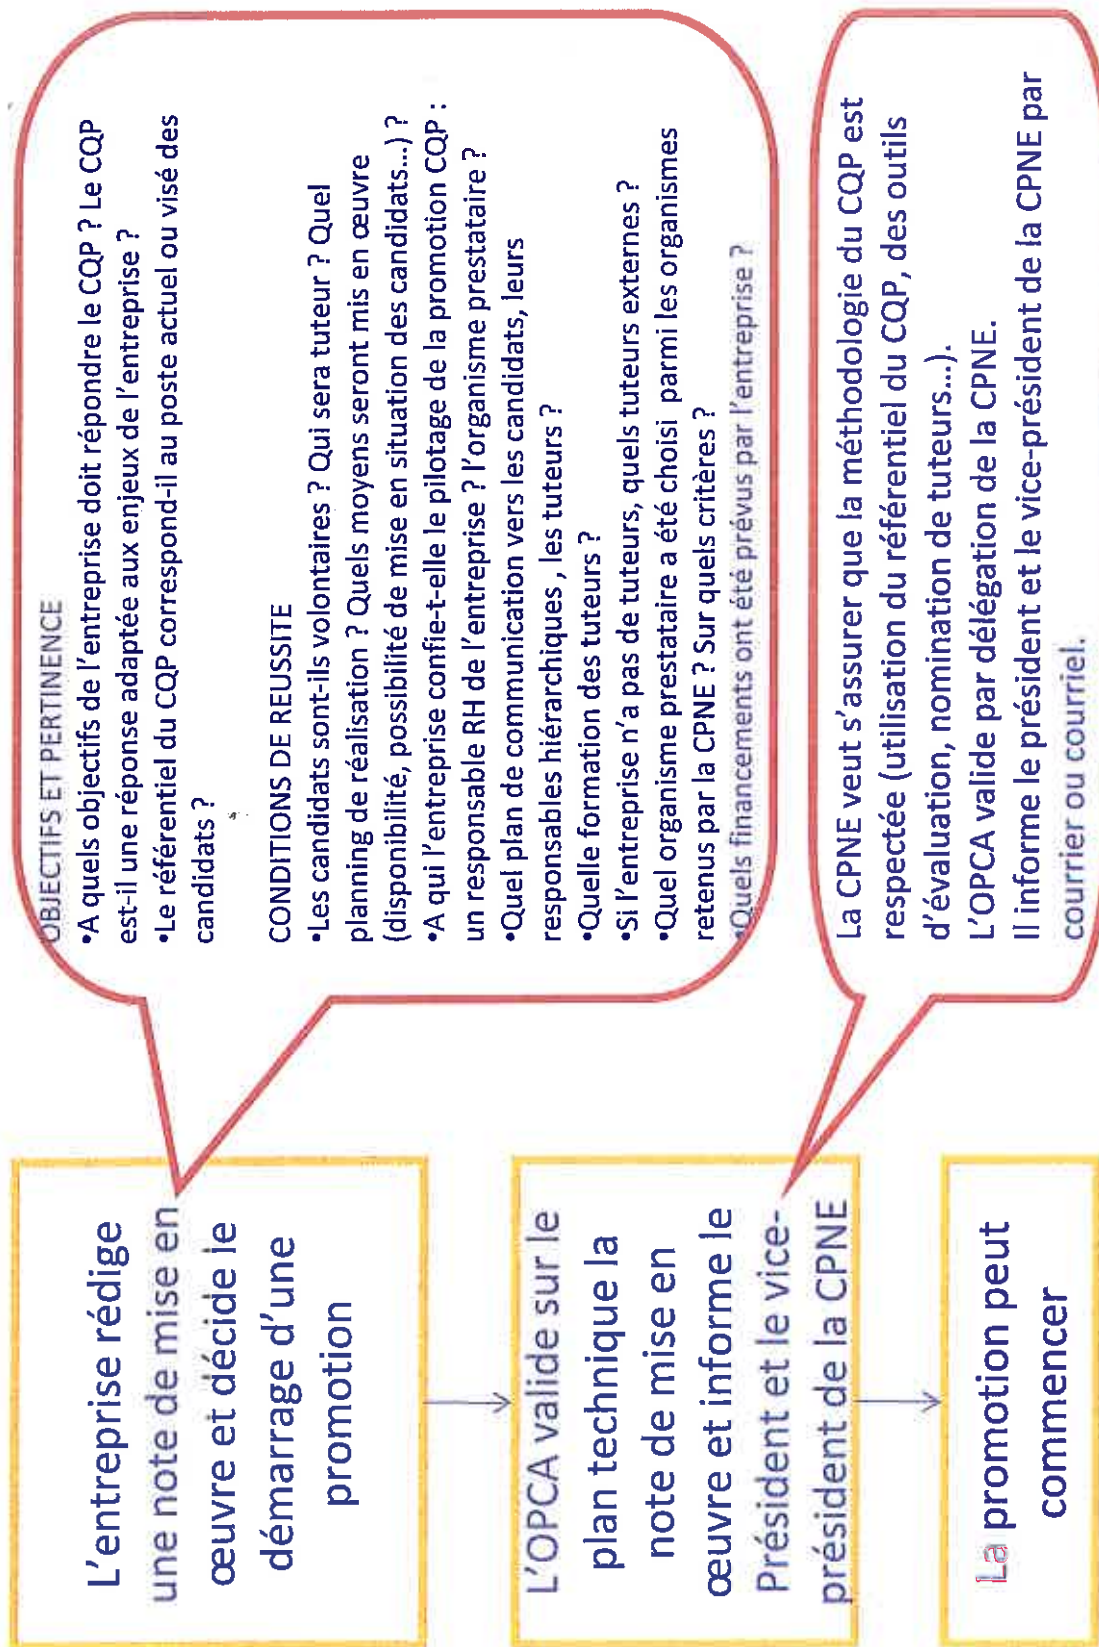 L'entreprise rédige
une note de mise en
œuvre et décide le
démarrage d'une
promotion
OBJECTIFS ET PERTINENCE
•A quels objectifs de l'entreprise doit répondre le CQP ? Le CQP
est-il une réponse adaptée aux enjeux de l'entreprise ?
•Le référentiel du CQP correspond-il au poste actuel ou visé des
candidats ?
CONDITIONS DE REUSSITE
•Les candidats sont-ils volontaires ? Qui sera tuteur ? Quel
planning de réalisation ? Quels moyens seront mis en œuvre
(disponibilité, possibilité de mise en situation des candidats...) ?
•A qui l'entreprise confie-t-elle le pilotage de la promotion CQP :
un responsable RH de l'entreprise ? l'organisme prestataire ?
•Quel plan de communication vers les candidats, leurs
responsables hiérarchiques , les tuteurs ?
•Quelle formation des tuteurs ?
•Si l'entreprise n'a pas de tuteurs, quels tuteurs externes ?
•Quel organisme prestataire a été choisi parmi les organismes
retenus par la CPNE ? Sur quels critères ?
•Quels financements ont été prévus par l'entreprise ?
L'OPCA valide sur le
plan technique la
note de mise en
œuvre et informe le
Président et le vice-
président de la CPNE
La CPNE veut s'assurer que la méthodologie du CQP est
respectée (utilisation du référentiel du CQP, des outils
d'évaluation, nomination de tuteurs...).
L'OPCA valide par délégation de la CPNE.
Il informe le président et le vice-président de la CPNE par
courrier ou courriel.
La promotion peut
commencer